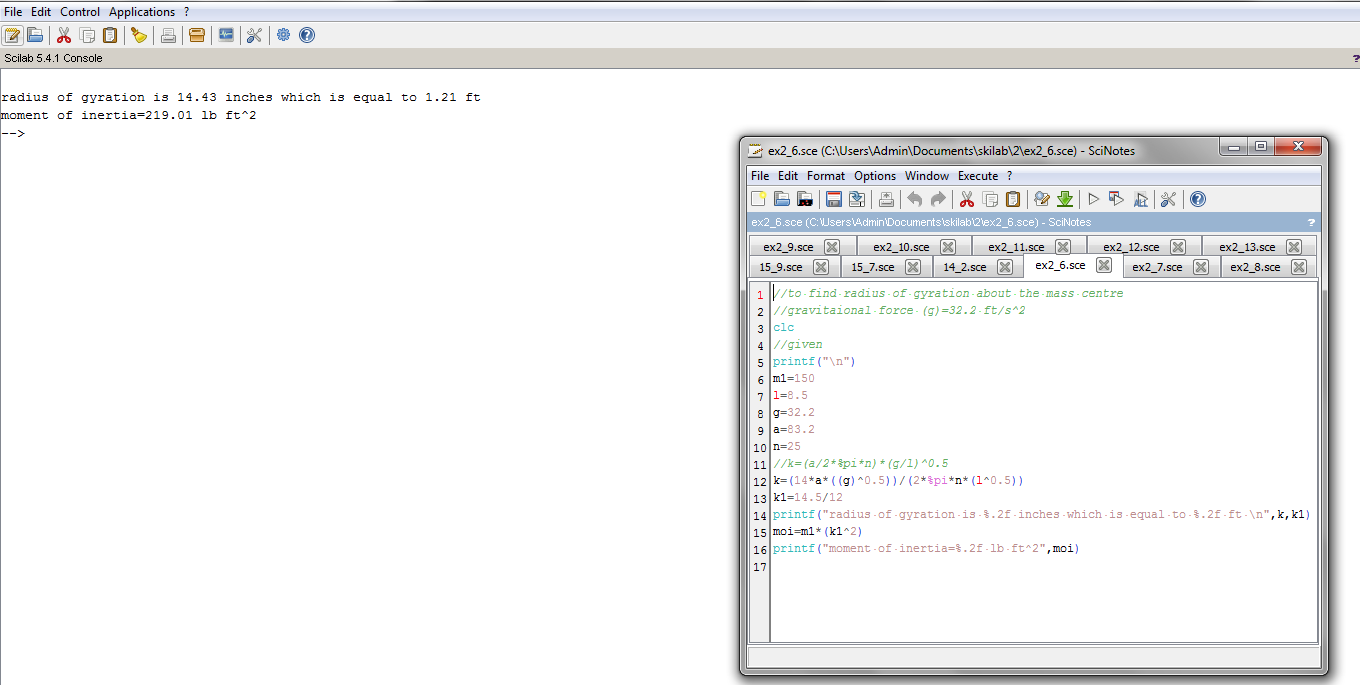 File Edit Control Applications ?
Scilab 5.4.1 Console ?
radius of gyration is 14.43 inches which is equal to 1.21 ft
moment of inertia=219.01 lb ft^2
-->
ex2_6.sce (C:\Users\Admin\Documents\skilab\2\ex2_6.sce) - SciNotes
File Edit Format Options Window Execute ?
ex2_6.sce (C:\Users\Admin\Documents\skilab\2\ex2_6.sce) - SciNotes ?
ex2_9.sce ex2_10.sce ex2_11.sce ex2_12.sce ex2_13.sce
15_9.sce 15_7.sce 14_2.sce ex2_6.sce ex2_7.sce ex2_8.sce
1 //to find radius of gyration about the mass centre
2 //gravitaional force (g)=32.2 ft/s^2
3 clc
4 //given
5 printf("\n")
6 m1=150
7 l=8.5
8 g=32.2
9 a=83.2
10 n=25
11 //k=(a/2*%pi*n)*(g/l)^0.5
12 k=(14*a*((g)^0.5))/(2*%pi*n*(l^0.5))
13 k1=14.5/12
14 printf("radius of gyration is %.2f inches which is equal to %.2f ft \n",k,k1)
15 moi=m1*(k1^2)
16 printf("moment of inertia=%.2f lb ft^2",moi)
17